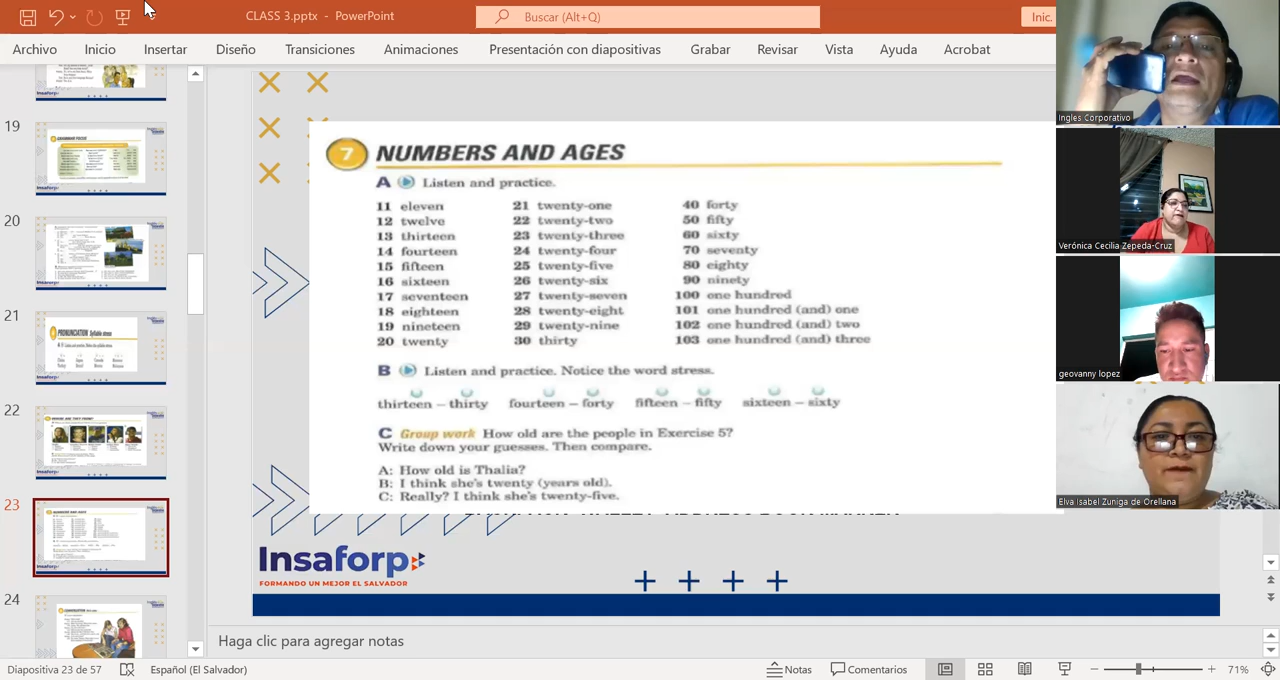 CLASS 3.pptx - PowerPoint
Buscar (Alt+Q)
Inic.
Archivo Inicio Insertar Diseño Transiciones Animaciones Presentación con diapositivas Grabar Revisar Vista Ayuda Acrobat
19
20
21
22
23
24
7 NUMBERS AND AGES
A Listen and practice.
11 eleven 21 twenty-one 40 forty
12 twelve 22 twenty-two 50 fifty
13 thirteen 23 twenty-three 60 sixty
14 fourteen 24 twenty-four 70 seventy
15 fifteen 25 twenty-five 80 eighty
16 sixteen 26 twenty-six 90 ninety
17 seventeen 27 twenty-seven 100 one hundred
18 eighteen 28 twenty-eight 101 one hundred (and) one
19 nineteen 29 twenty-nine 102 one hundred (and) two
20 twenty 30 thirty 103 one hundred (and) three
B Listen and practice. Notice the word stress.
thirteen – thirty fourteen – forty fifteen – fifty sixteen – sixty
C Group work How old are the people in Exercise 5?
Write down your guesses. Then compare.
A: How old is Thalia?
B: I think she's twenty (years old).
C: Really? I think she's twenty-five.
Insaforp
FORMANDO UN MEJOR EL SALVADOR
Ingles Corporativo
Verónica Cecilia Zepeda-Cruz
geovanny lopez
Elva Isabel Zuniga de Orellana
Haga clic para agregar notas
Diapositiva 23 de 57 Español (El Salvador) Notas Comentarios 71%